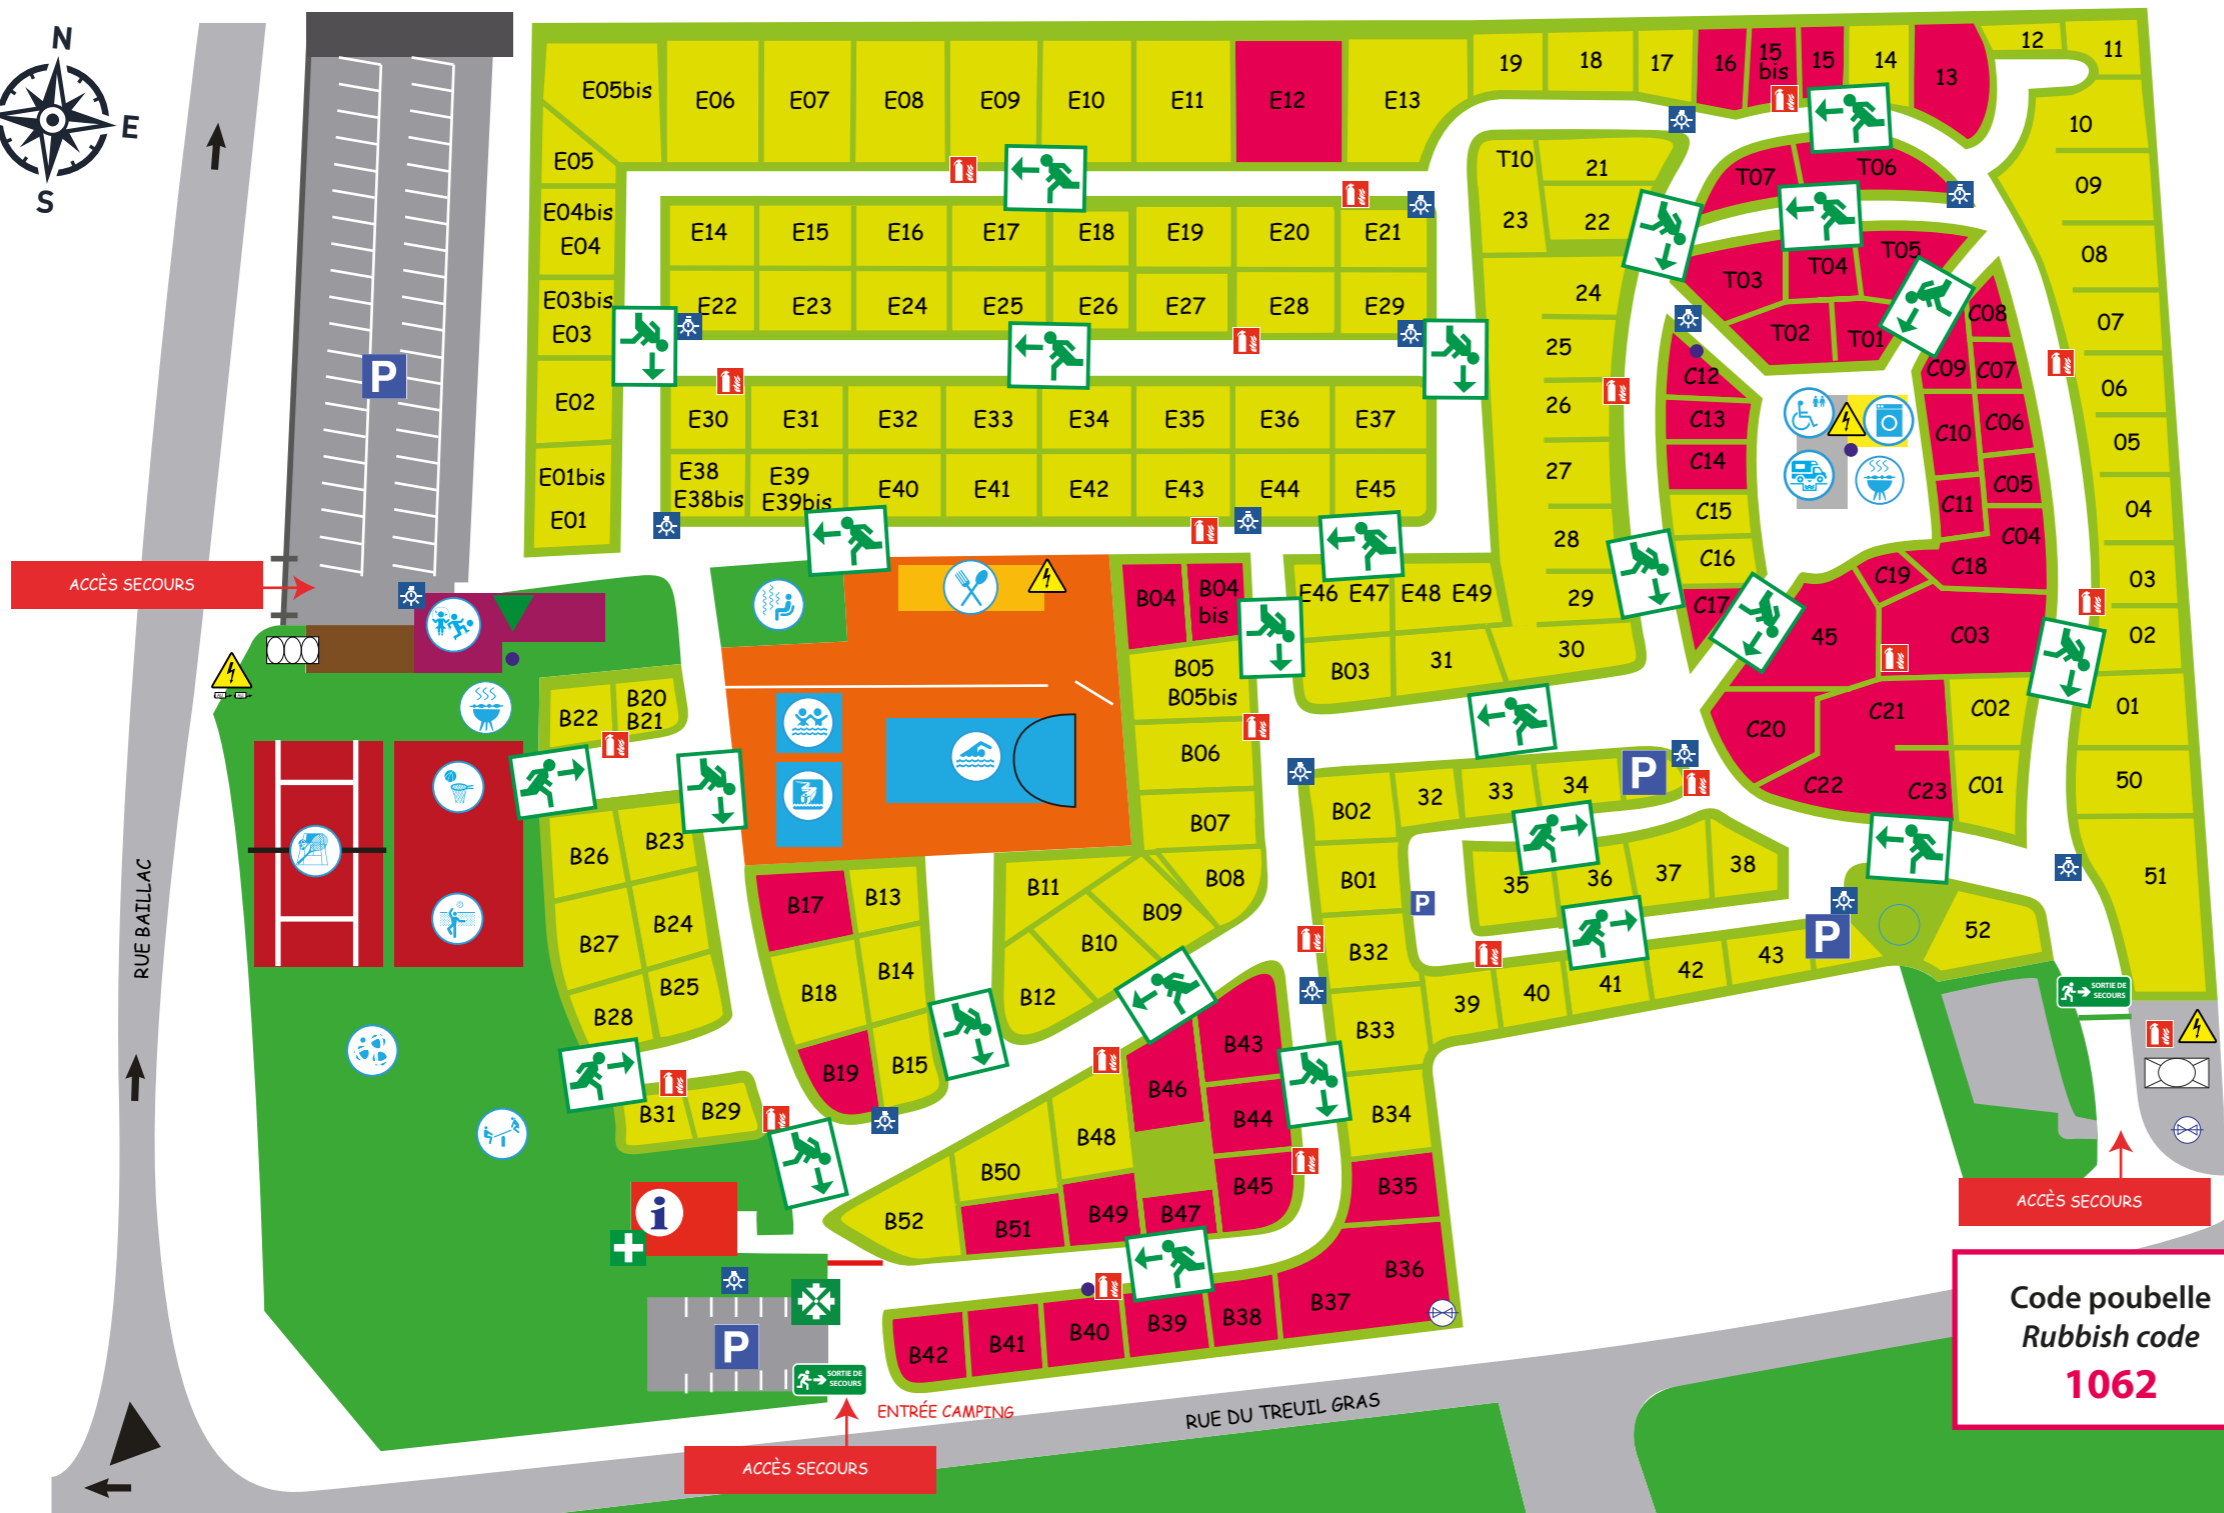 N
E
S
E05bis
E06
E07
E08
E09
E10
E11
E12
E13
19
18
17
16
15
bis
15
14
13
12
11
10
09
08
07
06
05
04
03
02
01
50
51
52
E05
E04bis
E04
E03bis
E03
E02
E01bis
E01
E14
E15
E16
E17
E18
E19
E20
E21
E22
E23
E24
E25
E26
E27
E28
E29
E30
E31
E32
E33
E34
E35
E36
E37
E38
E38bis
E39
E39bis
E40
E41
E42
E43
E44
E45
T10
21
23
22
24
25
26
27
28
29
30
T07
T06
T05
T04
T03
T02
T01
C08
C09
C07
C10
C06
C05
C11
C04
C12
C13
C14
C15
C16
C17
C19
C18
45
C03
C20
C21
C02
C22
C23
C01
P
ACCÈS SECOURS
RUE BAILLAC
B04
B04
bis
E46
E47
E48
E49
B05
B05bis
B03
31
B06
B07
B08
B22
B20
B21
B26
B23
B27
B24
B28
B25
B31
B29
B17
B13
B18
B14
B19
B15
B11
B09
B10
B12
B02
32
33
34
P
B01
P
35
36
37
38
B32
39
40
41
42
43
P
B33
B34
B35
B36
B37
B38
B39
B40
B41
B42
B43
B46
B44
B45
B48
B50
B52
B51
B49
B47
i
P
SORTIE DE
SECOURS
ENTRÉE CAMPING
ACCÈS SECOURS
RUE DU TREUIL GRAS
SORTIE DE
SECOURS
ACCÈS SECOURS
Code poubelle
Rubbish code
1062